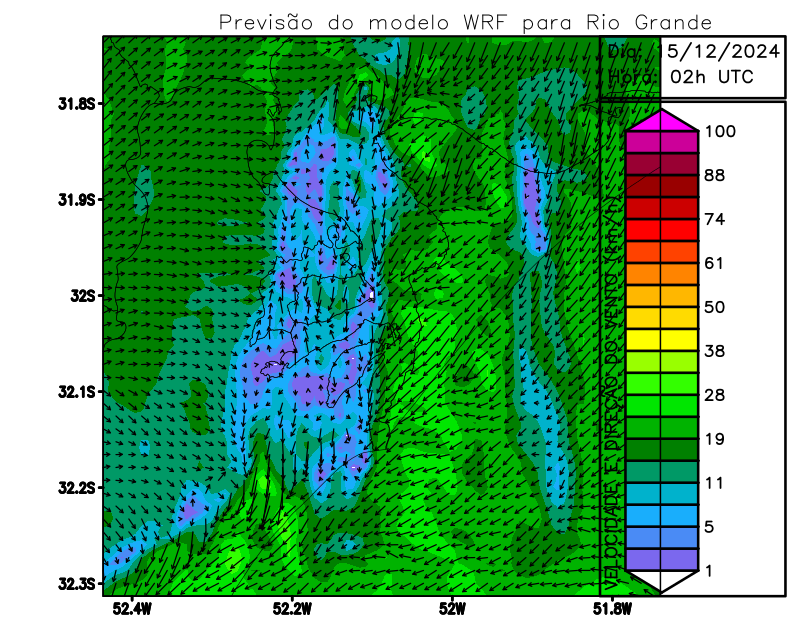 Previsão do modelo WRF para Rio Grande
Dia: 15/12/2024
Hora: 02h UTC
31.8S
31.9S
32S
32.1S
32.2S
32.3S
52.4W
52.2W
52W
51.8W
VELOCIDADE E DIREÇÃO DO VENTO (km/h)
100
88
74
61
50
38
28
19
11
5
1